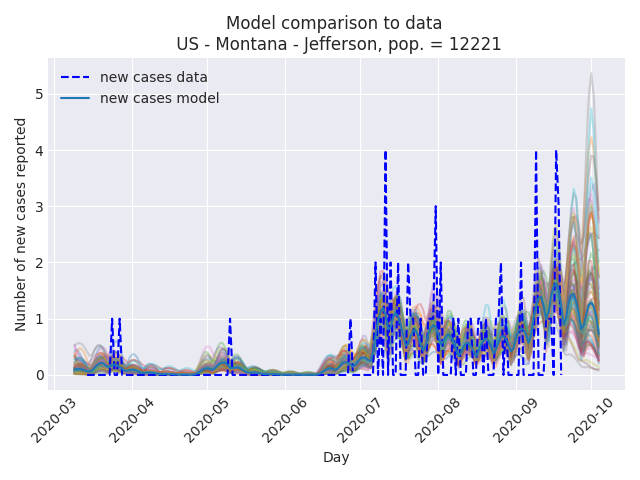 Model comparison to data
US - Montana - Jefferson, pop. = 12221
new cases data
new cases model
Number of new cases reported
5
4
3
2
1
0
2020-03
2020-04
2020-05
2020-06
2020-07
2020-08
2020-09
2020-10
Day